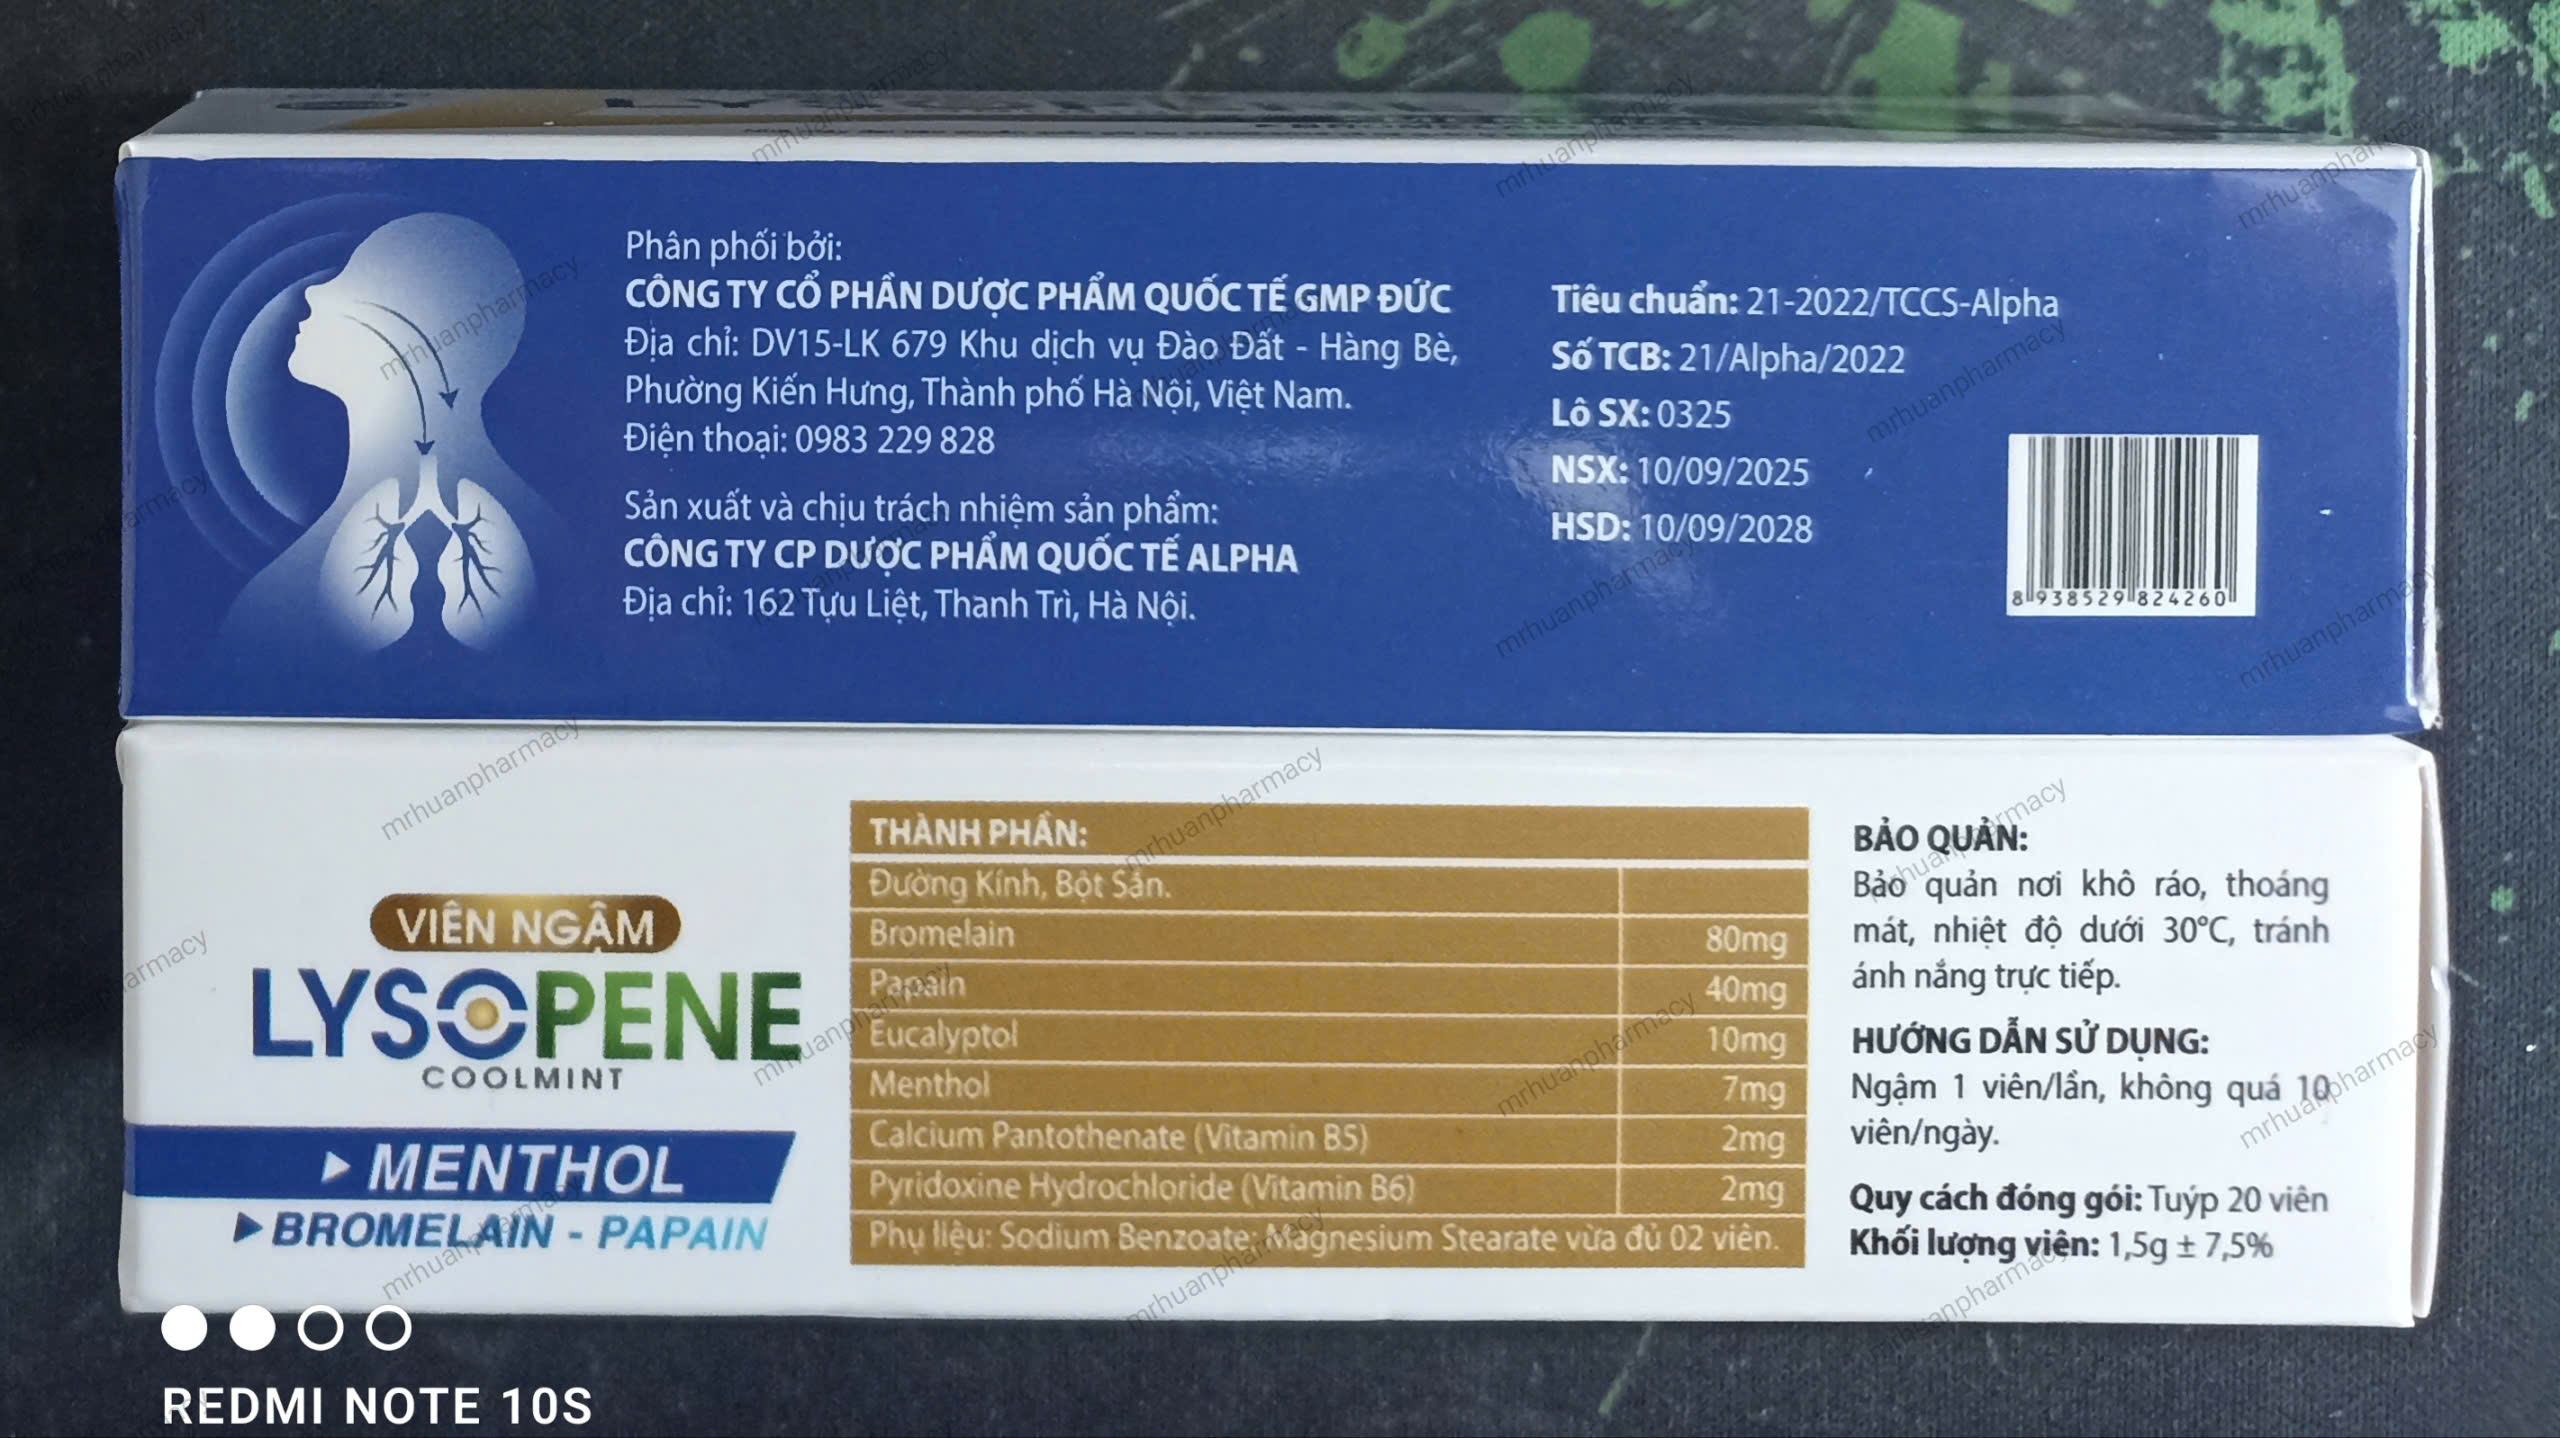 Phân phối bởi:
CÔNG TY CỔ PHẦN DƯỢC PHẨM QUỐC TẾ GMP ĐỨC
Địa chỉ: DV15-LK 679 Khu dịch vụ Đào Đất - Hàng Bè,
Phường Kiến Hưng, Thành phố Hà Nội, Việt Nam.
Điện thoại: 0983 229 828
Sản xuất và chịu trách nhiệm sản phẩm:
CÔNG TY CP DƯỢC PHẨM QUỐC TẾ ALPHA
Địa chỉ: 162 Tựu Liệt, Thanh Trì, Hà Nội.
Tiêu chuẩn: 21-2022/TCCS-Alpha
Số TCB: 21/Alpha/2022
Lô SX: 0325
NSX: 10/09/2025
HSD: 10/09/2028
8 938529 824260
VIÊN NGẬM
LYSOPENE
COOLMINT
MENTHOL
BROMELAIN - PAPAIN
THÀNH PHẦN:
Đường Kính, Bột Sắn.
Bromelain 80mg
Papain 40mg
Eucalyptol 10mg
Menthol 7mg
Calcium Pantothenate (Vitamin B5) 2mg
Pyridoxine Hydrochloride (Vitamin B6) 2mg
Phụ liệu: Sodium Benzoate; Magnesium Stearate vừa đủ 02 viên.
BẢO QUẢN:
Bảo quản nơi khô ráo, thoáng
mát, nhiệt độ dưới 30°C, tránh
ánh nắng trực tiếp.
HƯỚNG DẪN SỬ DỤNG:
Ngậm 1 viên/lần, không quá 10
viên/ngày.
Quy cách đóng gói: Tuýp 20 viên
Khối lượng viên: 1,5g ± 7,5%
REDMI NOTE 10S
mrhuanpharmacy